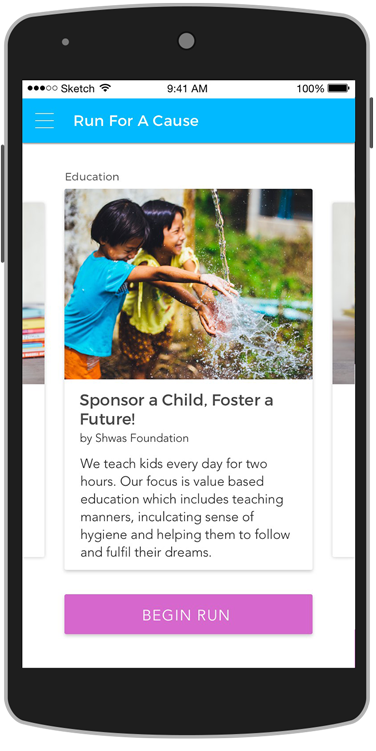 Sketch 9:41 AM 100%
Run For A Cause
Education
Sponsor a Child, Foster a
Future!
by Shwas Foundation
We teach kids every day for two
hours. Our focus is value based
education which includes teaching
manners, inculcating sense of
hygiene and helping them to follow
and fulfil their dreams.
BEGIN RUN